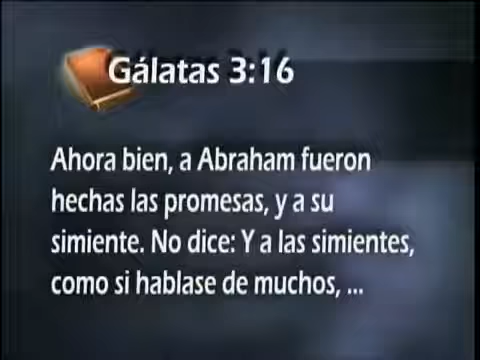 Gálatas 3:16
Ahora bien, a Abraham fueron
hechas las promesas, y a su
simiente. No dice: Y a las simientes,
como si hablase de muchos, ...